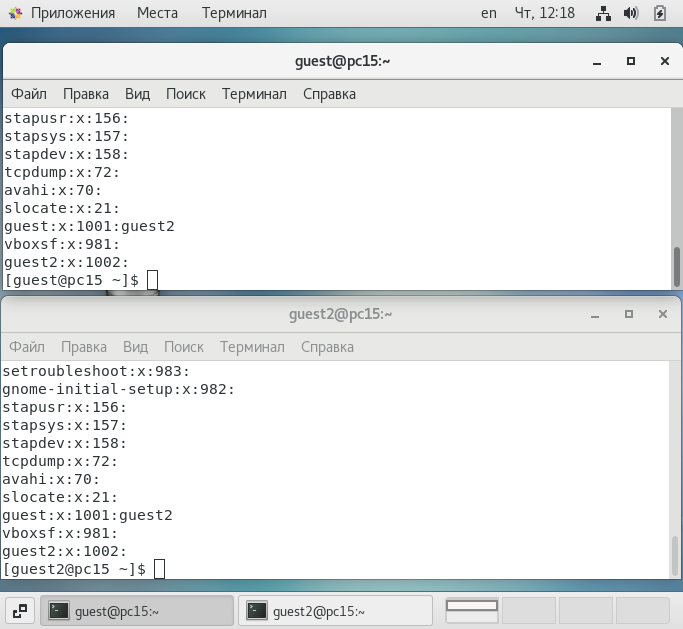 Приложения Места Терминал en Чт, 12:18
guest@pc15:~
Файл Правка Вид Поиск Терминал Справка
stapusr:x:156:
stapsys:x:157:
stapdev:x:158:
tcpdump:x:72:
avahi:x:70:
slocate:x:21:
guest:x:1001:guest2
vboxsf:x:981:
guest2:x:1002:
[guest@pc15 ~]$
guest2@pc15:~
Файл Правка Вид Поиск Терминал Справка
setroubleshoot:x:983:
gnome-initial-setup:x:982:
stapusr:x:156:
stapsys:x:157:
stapdev:x:158:
tcpdump:x:72:
avahi:x:70:
slocate:x:21:
guest:x:1001:guest2
vboxsf:x:981:
guest2:x:1002:
[guest2@pc15 ~]$
guest@pc15:~ guest2@pc15:~